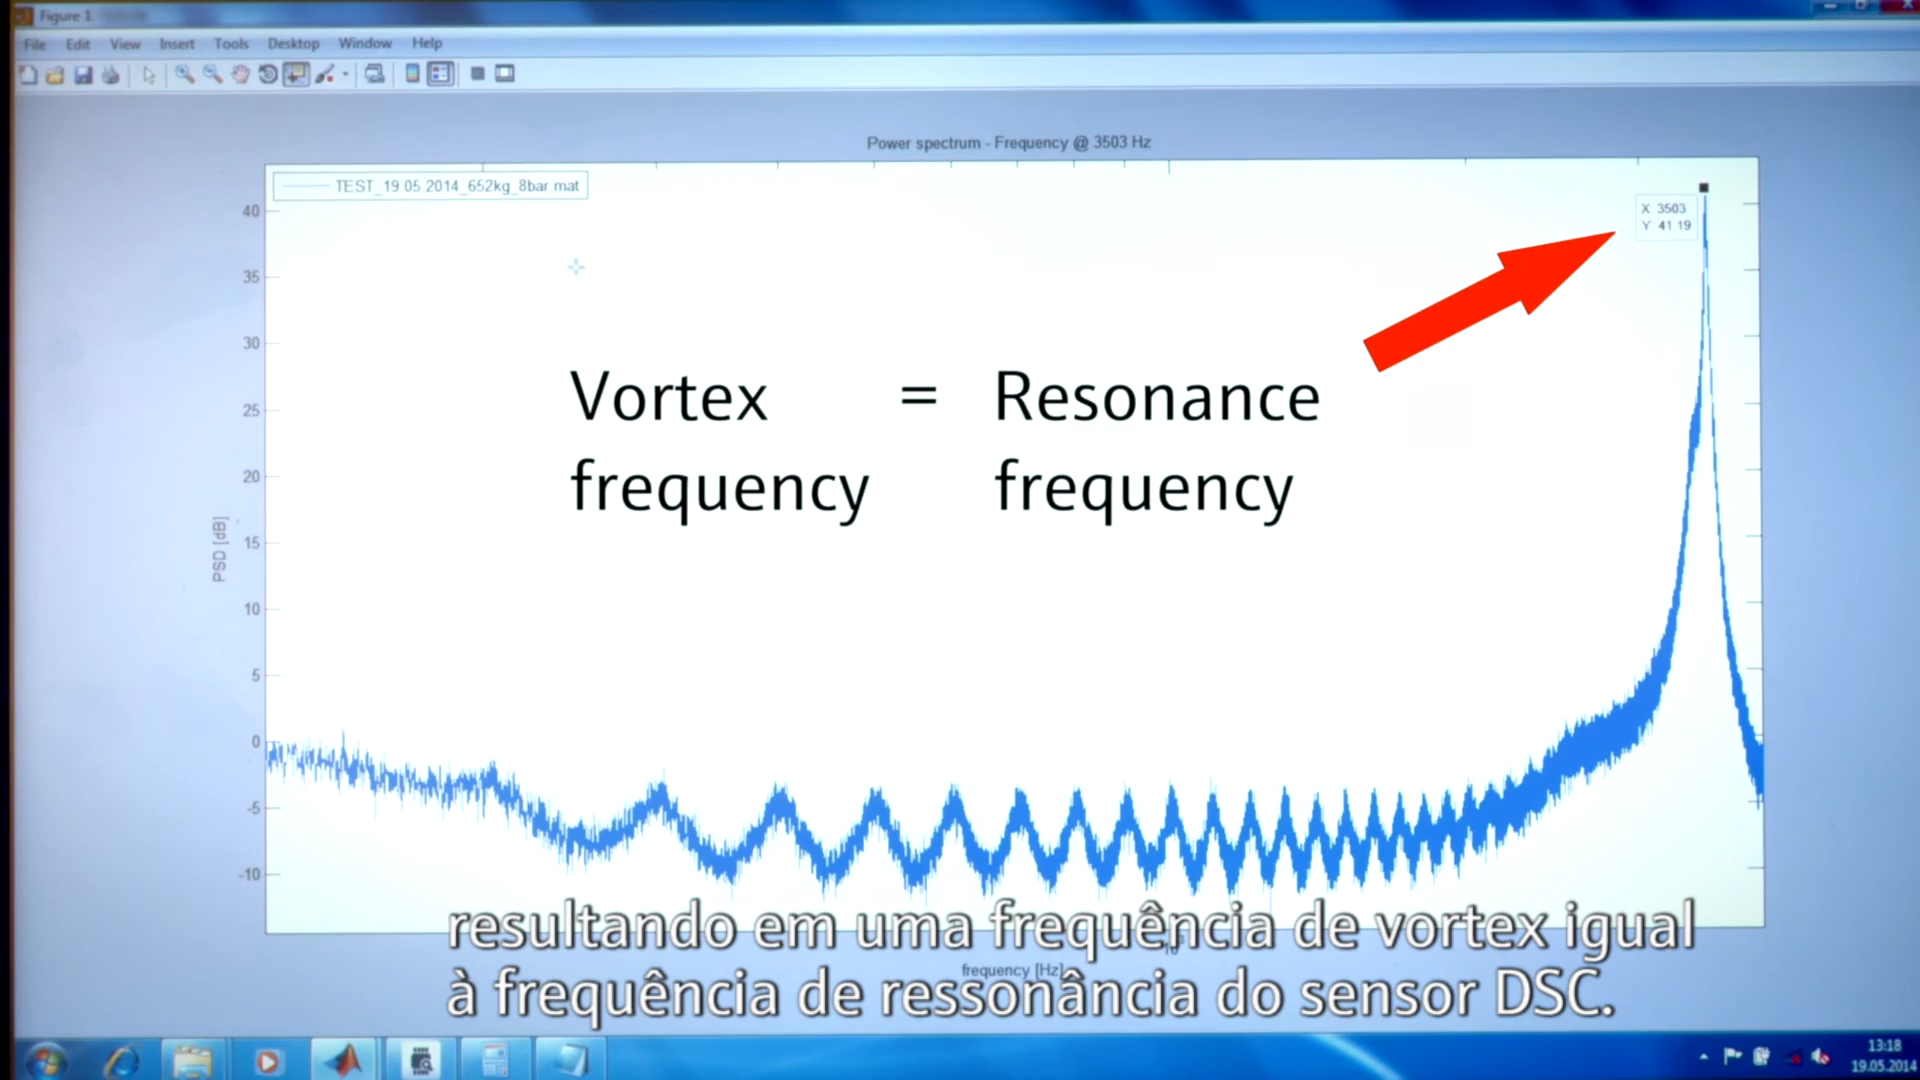 Figure 1
File Edit View Insert Tools Desktop Window Help
Power spectrum - Frequency @ 3503 Hz
TEST_19 05 2014_652kg_8bar mat
X 3503
Y 41.19
40
35
30
25
20
15
10
5
0
-5
-10
PSD [dB]
Vortex = Resonance
frequency frequency
frequency [Hz]
resultando em uma frequência de vortex igual
à frequência de ressonância do sensor DSC.
13:18
19.05.2014